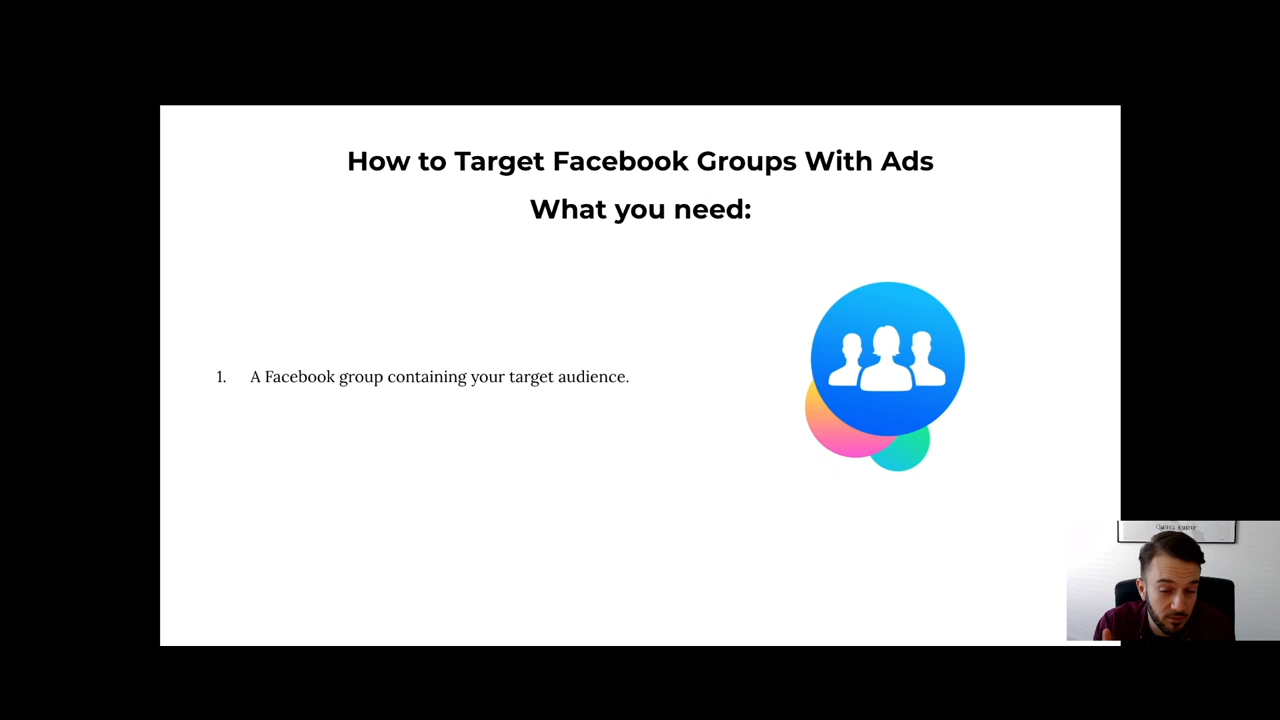 How to Target Facebook Groups With Ads
What you need:
1. A Facebook group containing your target audience.